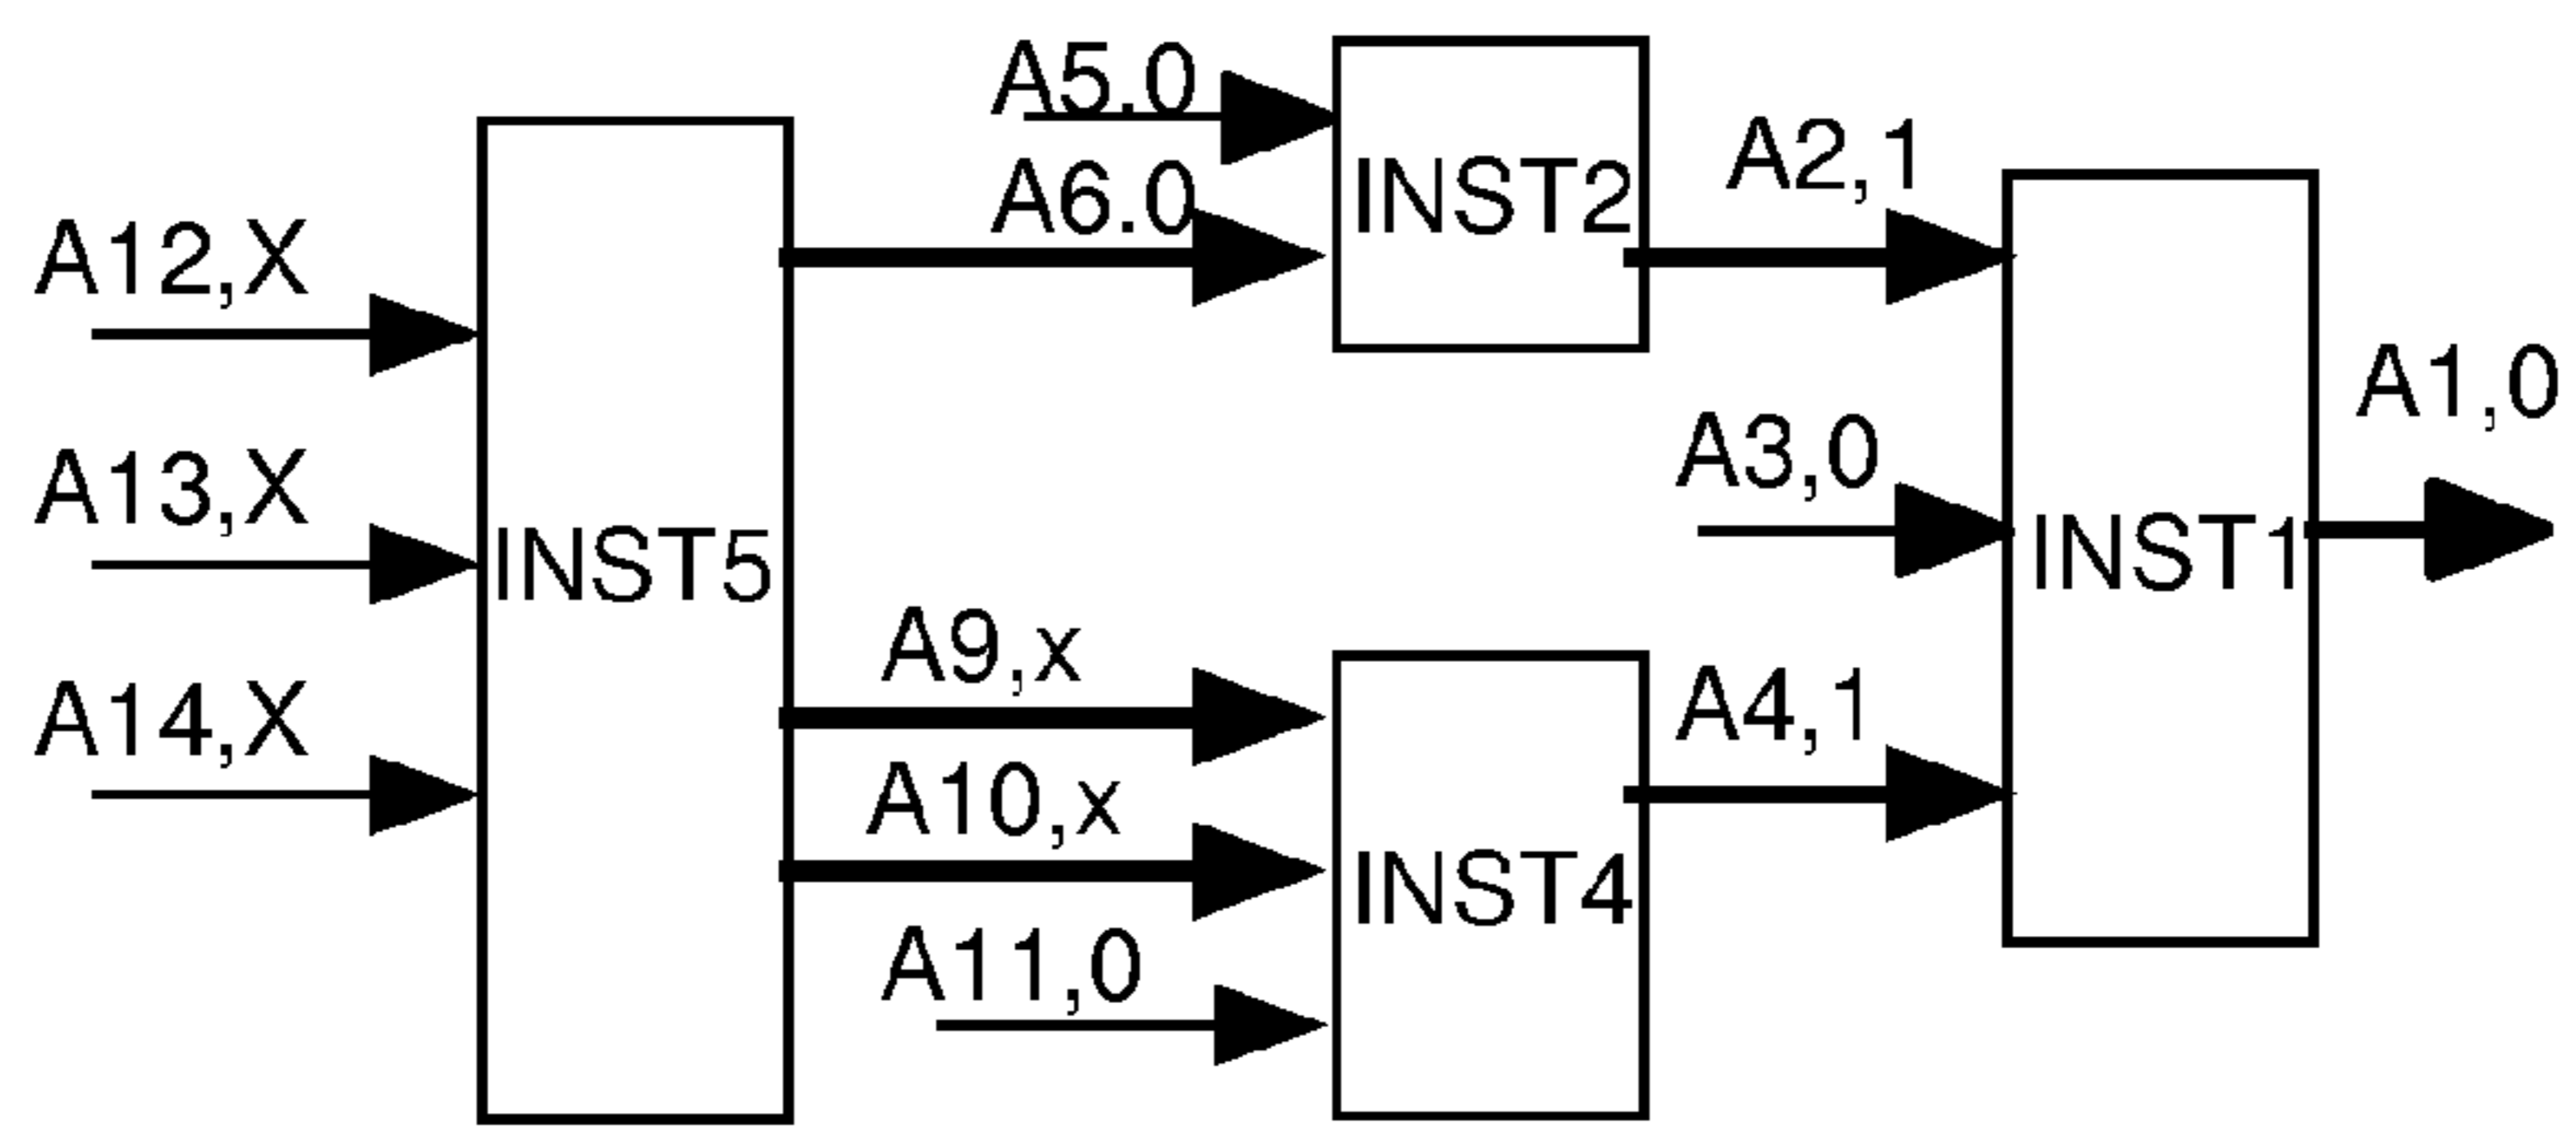 A5.0
A6.0
INST2
A2,1
A12,X
A13,X
A14,X
INST5
A3,0
INST1
A1,0
A9,x
A10,x
A11,0
INST4
A4,1